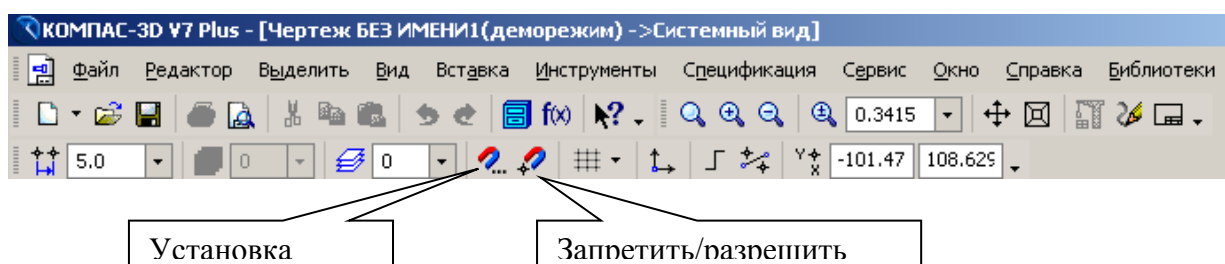 КОМПАС-3D V7 Plus - [Чертеж БЕЗ ИМЕНИ1(деморежим) ->Системный вид]
Файл Редактор Выделить Вид Вставка Инструменты Спецификация Сервис Окно Справка Библиотеки
f(x) ? 0.3415
5.0 0 0 Y X -101.47 108.629
Установка Запретить/разрешить